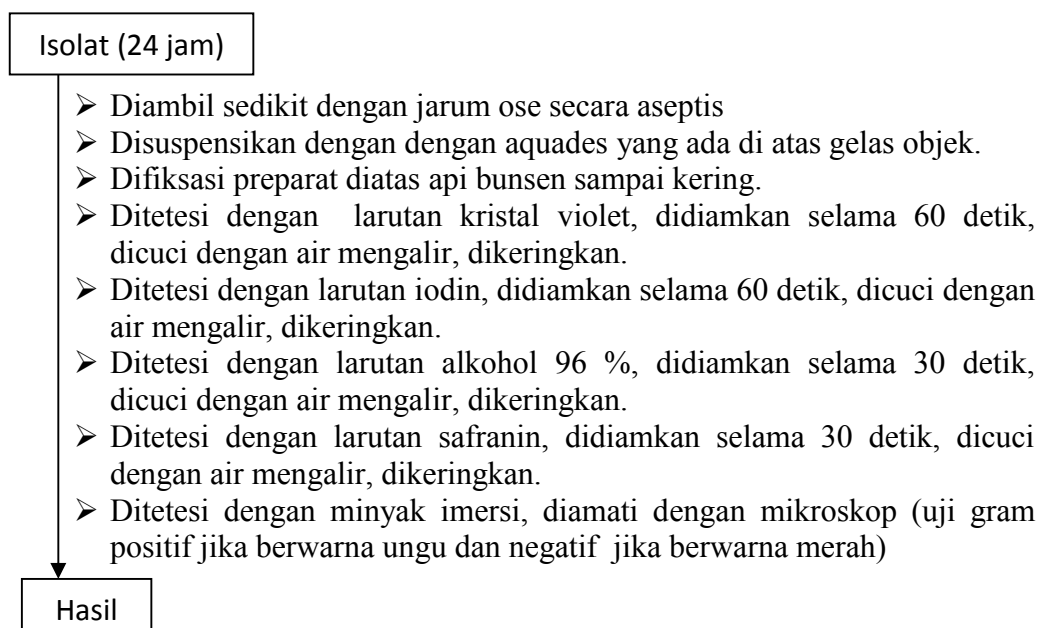 Isolat (24 jam)
➢ Diambil sedikit dengan jarum ose secara aseptis
➢ Disuspensikan dengan dengan aquades yang ada di atas gelas objek.
➢ Difiksasi preparat diatas api bunsen sampai kering.
➢ Ditetesi dengan larutan kristal violet, didiamkan selama 60 detik,
dicuci dengan air mengalir, dikeringkan.
➢ Ditetesi dengan larutan iodin, didiamkan selama 60 detik, dicuci dengan
air mengalir, dikeringkan.
➢ Ditetesi dengan larutan alkohol 96 %, didiamkan selama 30 detik,
dicuci dengan air mengalir, dikeringkan.
➢ Ditetesi dengan larutan safranin, didiamkan selama 30 detik, dicuci
dengan air mengalir, dikeringkan.
➢ Ditetesi dengan minyak imersi, diamati dengan mikroskop (uji gram
positif jika berwarna ungu dan negatif jika berwarna merah)
Hasil